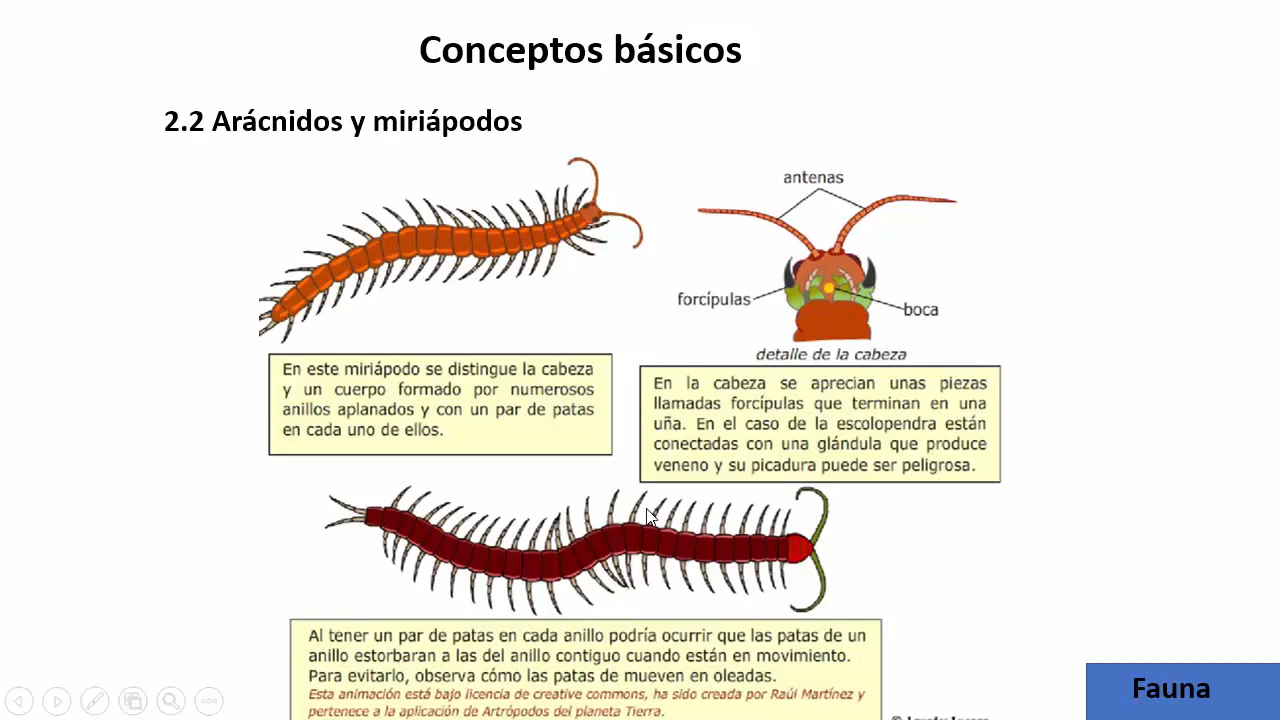 Conceptos básicos
2.2 Arácnidos y miriápodos
antenas
forcípulas
boca
detalle de la cabeza
En este miriápodo se distingue la cabeza
y un cuerpo formado por numerosos
anillos aplanados y con un par de patas
en cada uno de ellos.
En la cabeza se aprecian unas piezas
llamadas forcípulas que terminan en una
uña. En el caso de la escolopendra están
conectadas con una glándula que produce
veneno y su picadura puede ser peligrosa.
Al tener un par de patas en cada anillo podría ocurrir que las patas de un
anillo estorbaran a las del anillo contiguo cuando están en movimiento.
Para evitarlo, observa cómo las patas de mueven en oleadas.
Esta animación está bajo licencia de creative commons, ha sido creada por Raúl Martínez y
pertenece a la aplicación de Artrópodos del planeta Tierra.
Fauna